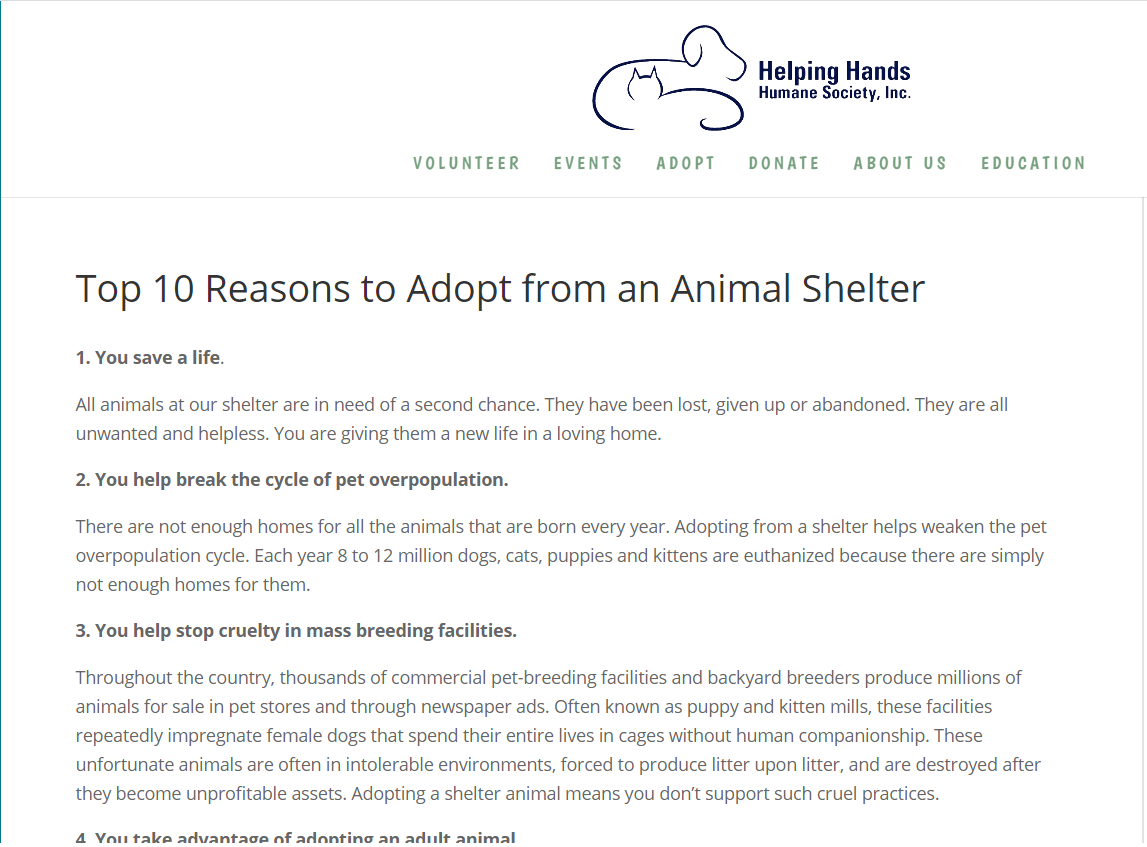 Helping Hands
Humane Society, Inc.
VOLUNTEER EVENTS ADOPT DONATE ABOUT US EDUCATION
Top 10 Reasons to Adopt from an Animal Shelter
1. You save a life.
All animals at our shelter are in need of a second chance. They have been lost, given up or abandoned. They are all
unwanted and helpless. You are giving them a new life in a loving home.
2. You help break the cycle of pet overpopulation.
There are not enough homes for all the animals that are born every year. Adopting from a shelter helps weaken the pet
overpopulation cycle. Each year 8 to 12 million dogs, cats, puppies and kittens are euthanized because there are simply
not enough homes for them.
3. You help stop cruelty in mass breeding facilities.
Throughout the country, thousands of commercial pet-breeding facilities and backyard breeders produce millions of
animals for sale in pet stores and through newspaper ads. Often known as puppy and kitten mills, these facilities
repeatedly impregnate female dogs that spend their entire lives in cages without human companionship. These
unfortunate animals are often in intolerable environments, forced to produce litter upon litter, and are destroyed after
they become unprofitable assets. Adopting a shelter animal means you don’t support such cruel practices.
4. You take advantage of adopting an adult animal